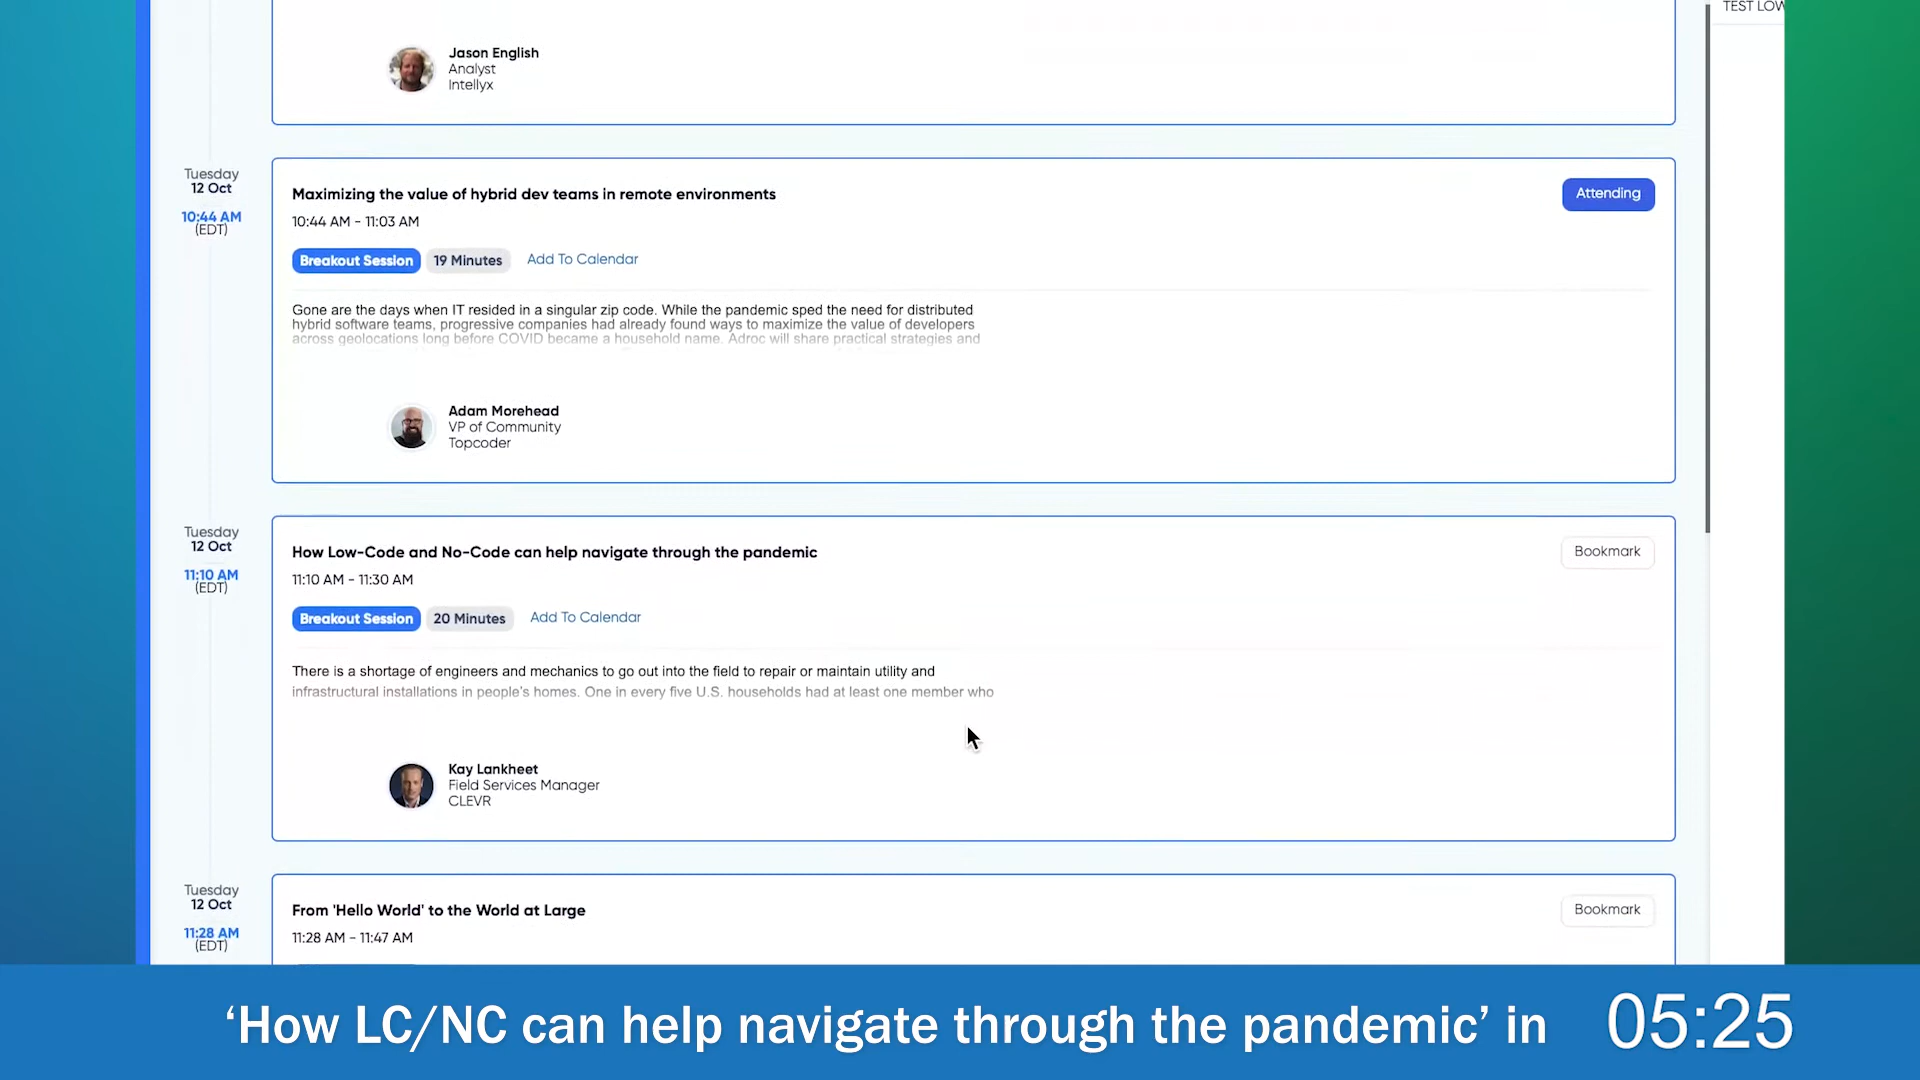 TEST LOW
Jason English
Analyst
Intellyx
Tuesday
12 Oct
10:44 AM
(EDT)
Maximizing the value of hybrid dev teams in remote environments
Attending
10:44 AM - 11:03 AM
Breakout Session 19 Minutes Add To Calendar
Gone are the days when IT resided in a singular zip code. While the pandemic sped the need for distributed
hybrid software teams, progressive companies had already found ways to maximize the value of developers
across geolocations long before COVID became a household name. Adroc will share practical strategies and
Adam Morehead
VP of Community
Topcoder
Tuesday
12 Oct
11:10 AM
(EDT)
How Low-Code and No-Code can help navigate through the pandemic
Bookmark
11:10 AM - 11:30 AM
Breakout Session 20 Minutes Add To Calendar
There is a shortage of engineers and mechanics to go out into the field to repair or maintain utility and
infrastructural installations in people's homes. One in every five U.S. households had at least one member who
Kay Lankheet
Field Services Manager
CLEVR
Tuesday
12 Oct
11:28 AM
(EDT)
From 'Hello World' to the World at Large
Bookmark
11:28 AM - 11:47 AM
‘How LC/NC can help navigate through the pandemic’ in 05:25